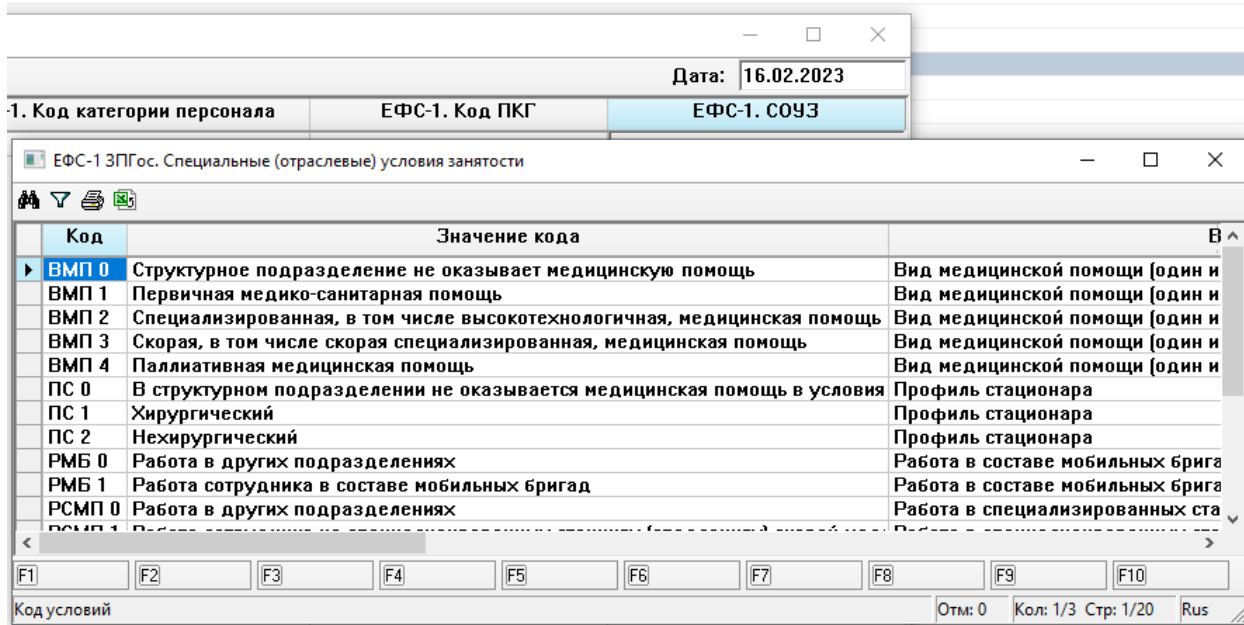 Дата: 16.02.2023
-1. Код категории персонала ЕФС-1. Код ПКГ ЕФС-1. СОУЗ
ЕФС-1 ЗПГос. Специальные (отраслевые) условия занятости
Код Значение кода В
ВМП 0 Структурное подразделение не оказывает медицинскую помощь Вид медицинской помощи (один и
ВМП 1 Первичная медико-санитарная помощь Вид медицинской помощи (один и
ВМП 2 Специализированная, в том числе высокотехнологичная, медицинская помощь Вид медицинской помощи (один и
ВМП 3 Скорая, в том числе скорая специализированная, медицинская помощь Вид медицинской помощи (один и
ВМП 4 Паллиативная медицинская помощь Вид медицинской помощи (один и
ПС 0 В структурном подразделении не оказывается медицинская помощь в условия Профиль стационара
ПС 1 Хирургический Профиль стационара
ПС 2 Нехирургический Профиль стационара
РМБ 0 Работа в других подразделениях Работа в составе мобильных брига
РМБ 1 Работа сотрудника в составе мобильных бригад Работа в составе мобильных брига
РСМП 0 Работа в других подразделениях Работа в специализированных ста
F1 F2 F3 F4 F5 F6 F7 F8 F9 F10
Код условий Отм: 0 Кол: 1/3 Стр: 1/20 Rus